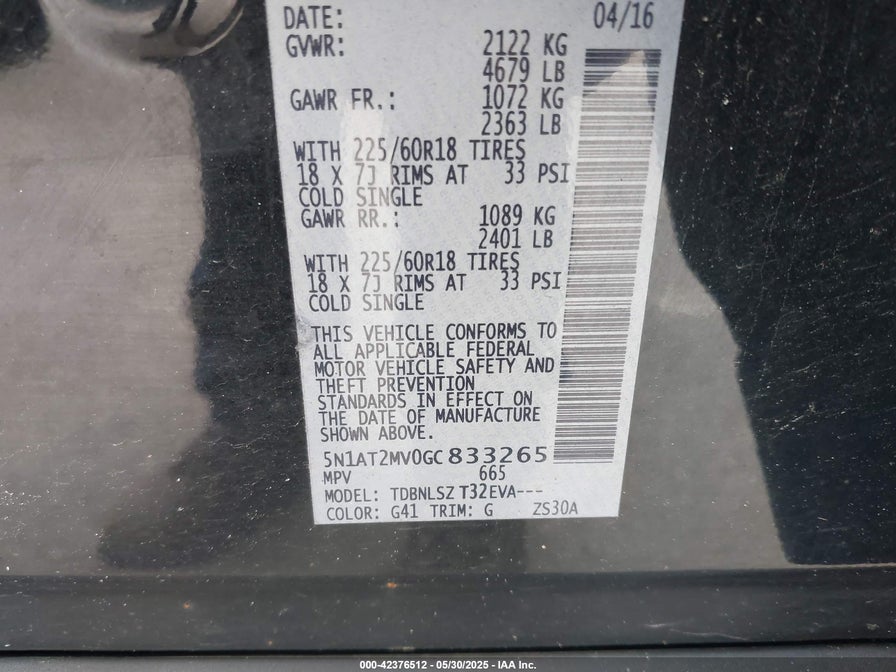 DATE: 04/16
GVWR: 2122 KG
4679 LB
GAWR FR.: 1072 KG
2363 LB
WITH 225/60R18 TIRES
18 X 7J RIMS AT 33 PSI
COLD SINGLE
GAWR RR.: 1089 KG
2401 LB
WITH 225/60R18 TIRES
18 X 7J RIMS AT 33 PSI
COLD SINGLE
THIS VEHICLE CONFORMS TO
ALL APPLICABLE FEDERAL
MOTOR VEHICLE SAFETY AND
THEFT PREVENTION
STANDARDS IN EFFECT ON
THE DATE OF MANUFACTURE
SHOWN ABOVE.
5N1AT2MV0GC833265
MPV 665
MODEL: TDBNLSZ T32EVA---
COLOR: G41 TRIM: G ZS30A
000-42376512 - 05/30/2025 - IAA Inc.